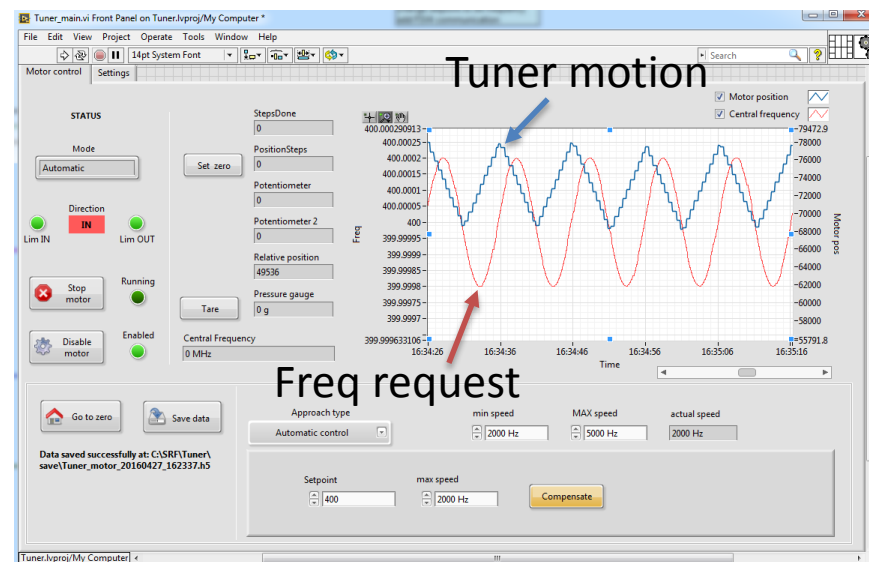 Tuner_main.vi Front Panel on Tuner.lvproj/My Computer *
File Edit View Project Operate Tools Window Help
14pt System Font
Search
Motor control Settings
Tuner motion
Motor position
Central frequency
STATUS
Mode
Automatic
Direction
IN
Lim IN
Lim OUT
Stop motor
Running
Disable motor
Enabled
Set zero
Tare
StepsDone
0
PositionSteps
0
Potentiometer
0
Potentiometer 2
0
Relative position
49536
Pressure gauge
0 g
Central Frequency
0 MHz
400.000290913
400.00025
400.0002
400.00015
400.0001
400.00005
400
399.99995
399.9999
399.99985
399.9998
399.99975
399.9997
399.999633106
Freq
79472.9
78000
76000
74000
72000
70000
68000
66000
64000
62000
60000
58000
55791.8
Motor pos
16:34:26 16:34:36 16:34:46 16:34:56 16:35:06 16:35:16
Time
Freq request
Go to zero
Save data
Data saved successfully at: C:\SRF\Tuner\
save\Tuner_motor_20160427_162337.h5
Approach type
Automatic control
min speed
2000 Hz
MAX speed
5000 Hz
actual speed
2000 Hz
Setpoint
400
max speed
2000 Hz
Compensate
Tuner.lvproj/My Computer